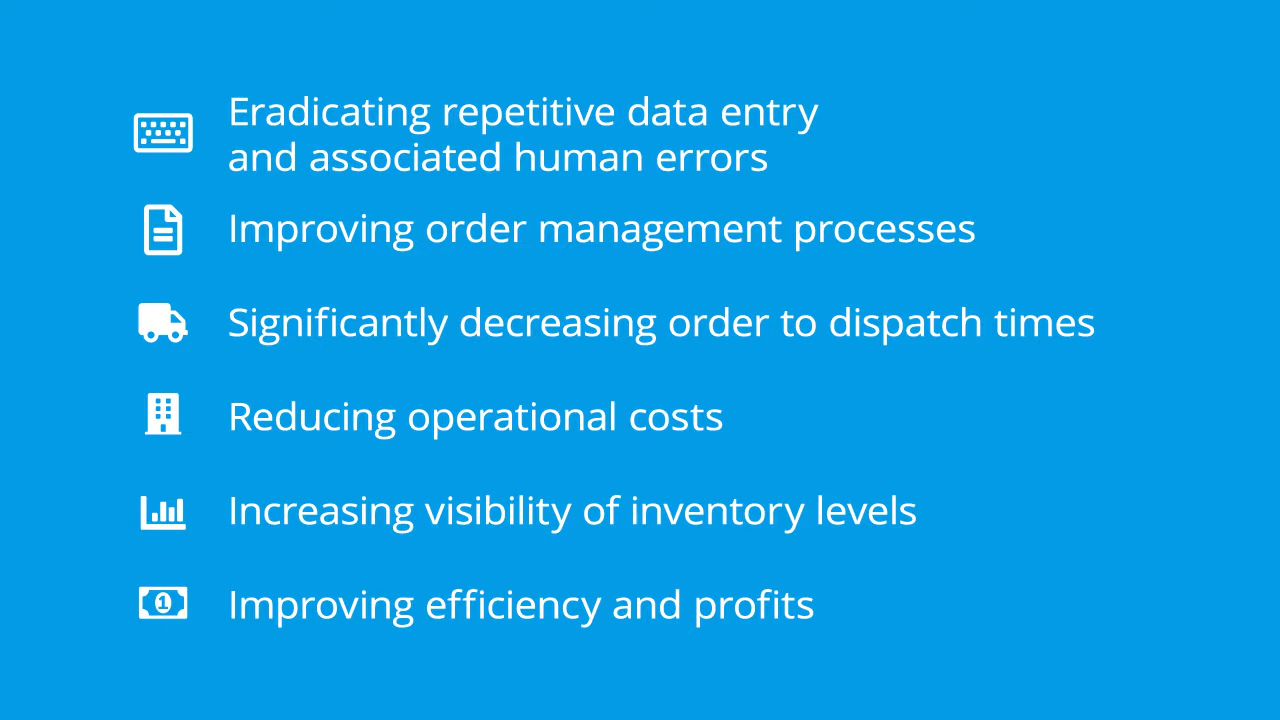 Eradicating repetitive data entry
and associated human errors
Improving order management processes
Significantly decreasing order to dispatch times
Reducing operational costs
Increasing visibility of inventory levels
1
Improving efficiency and profits